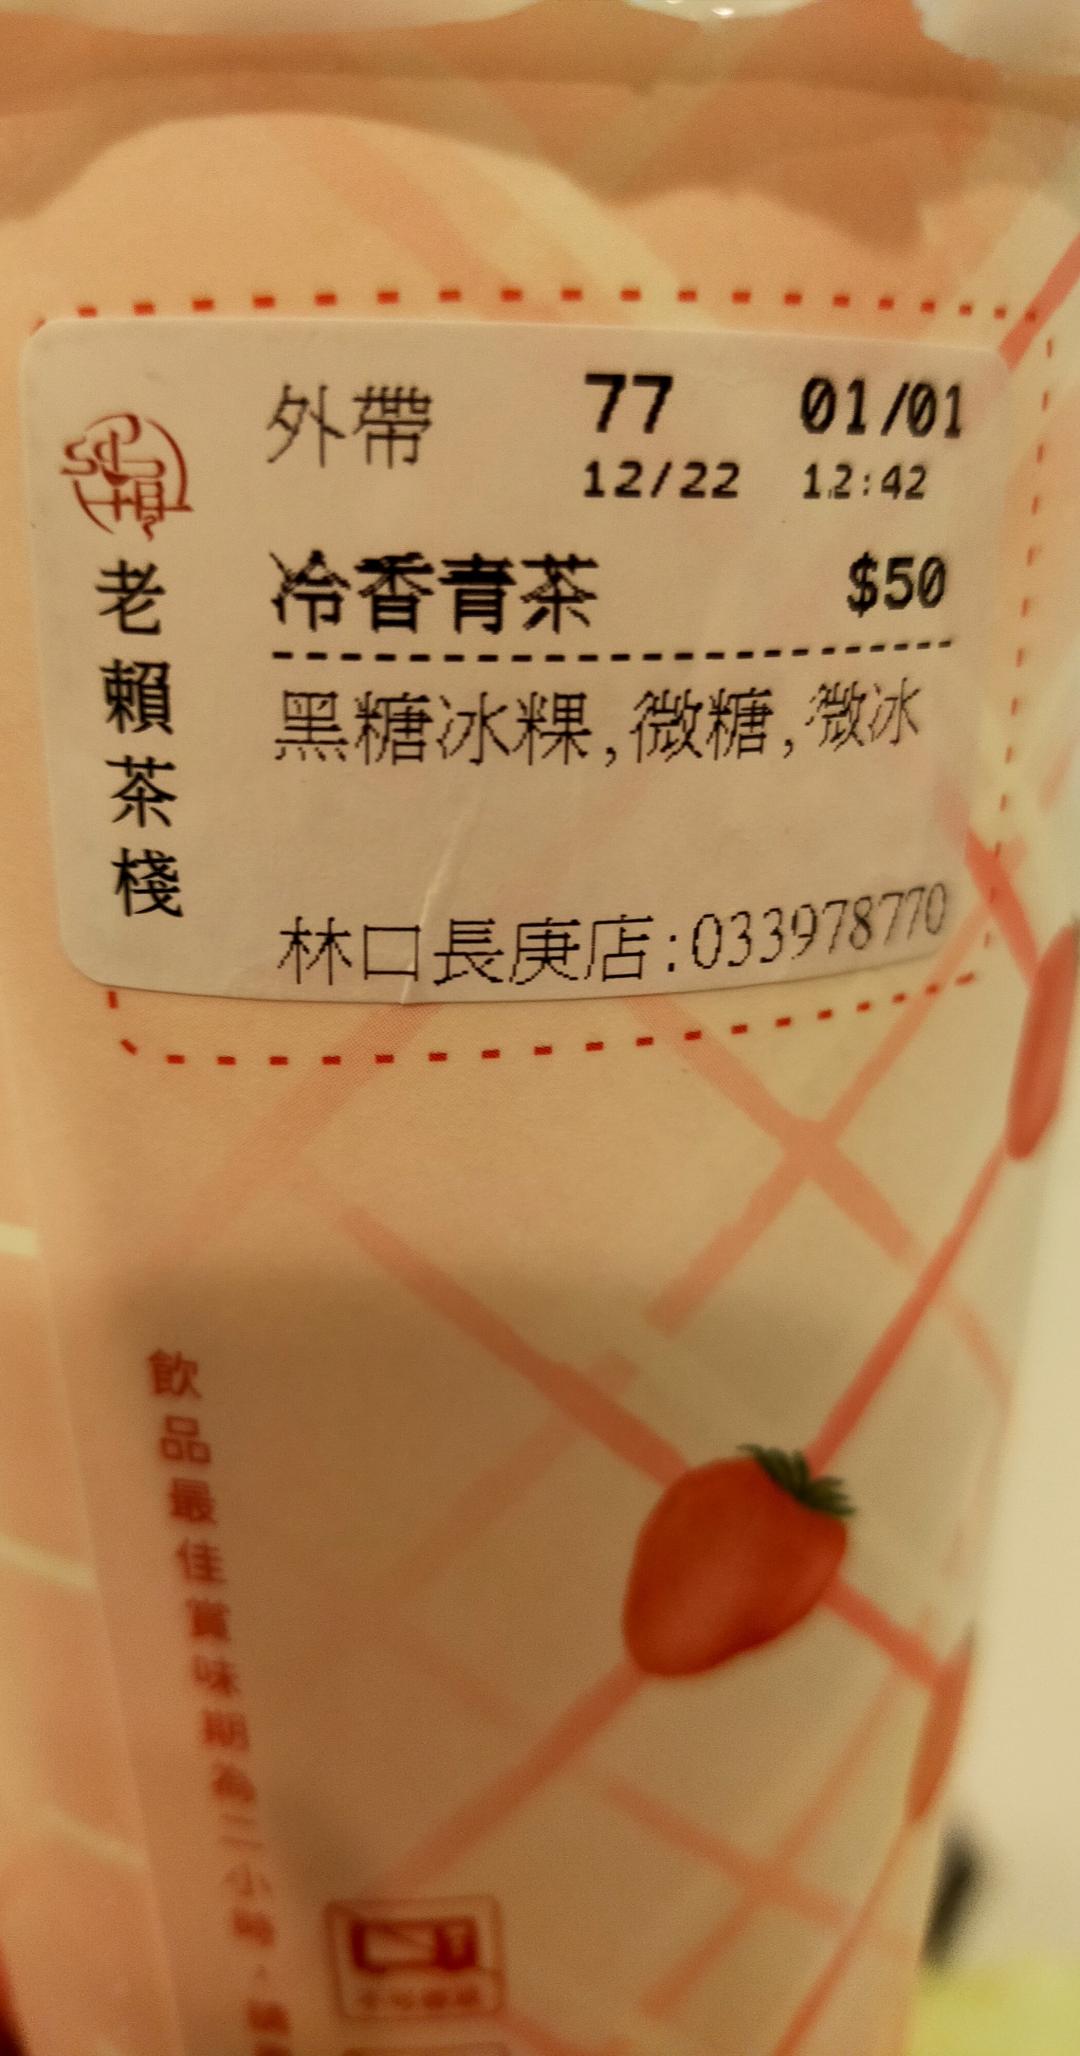 外帶 77 01/01
12/22 12:42
冷香青茶 $50
黑糖冰粿,微糖,微冰
林口長庚店:033978770
老賴茶棧
飲品最佳賞味期為二小時,